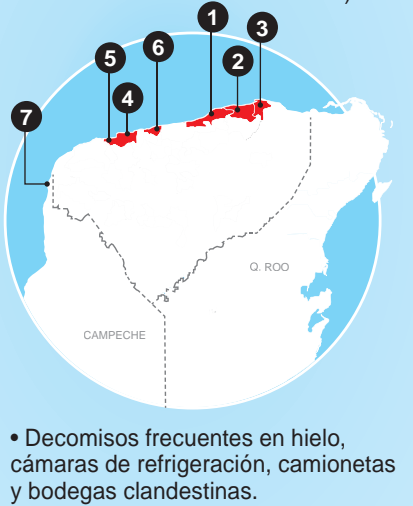 1
3
6
2
5
4
7
Q. ROO
CAMPECHE
• Decomisos frecuentes en hielo,
cámaras de refrigeración, camionetas
y bodegas clandestinas.